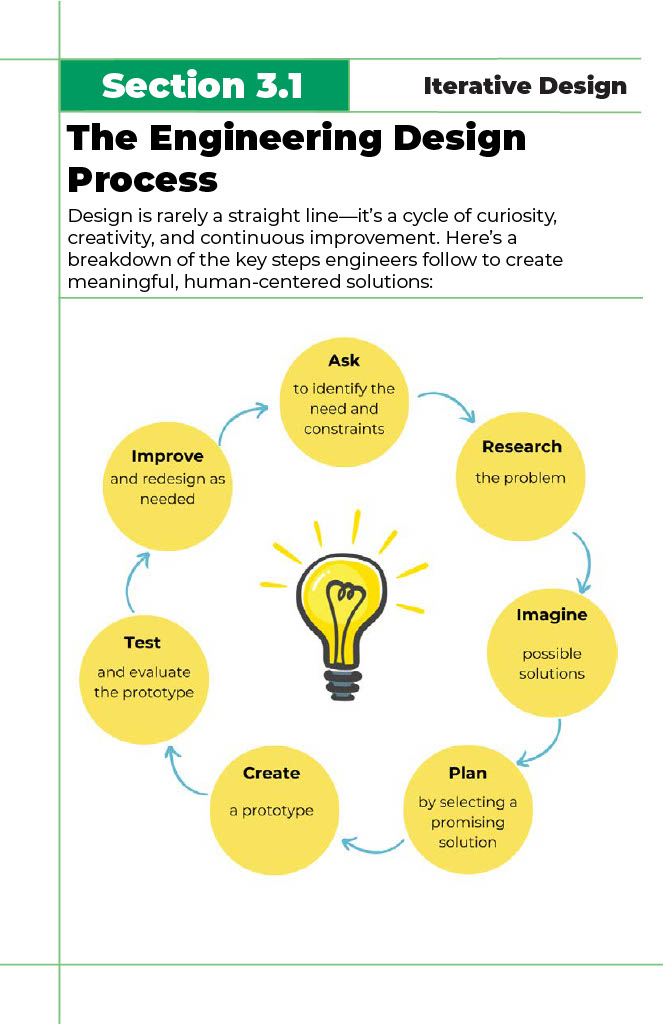 Section 3.1
Iterative Design
The Engineering Design
Process
Design is rarely a straight line—it’s a cycle of curiosity,
creativity, and continuous improvement. Here’s a
breakdown of the key steps engineers follow to create
meaningful, human-centered solutions:
Ask
to identify the
need and
constraints
Research
the problem
Imagine
possible
solutions
Plan
by selecting a
promising
solution
Create
a prototype
Test
and evaluate
the prototype
Improve
and redesign as
needed